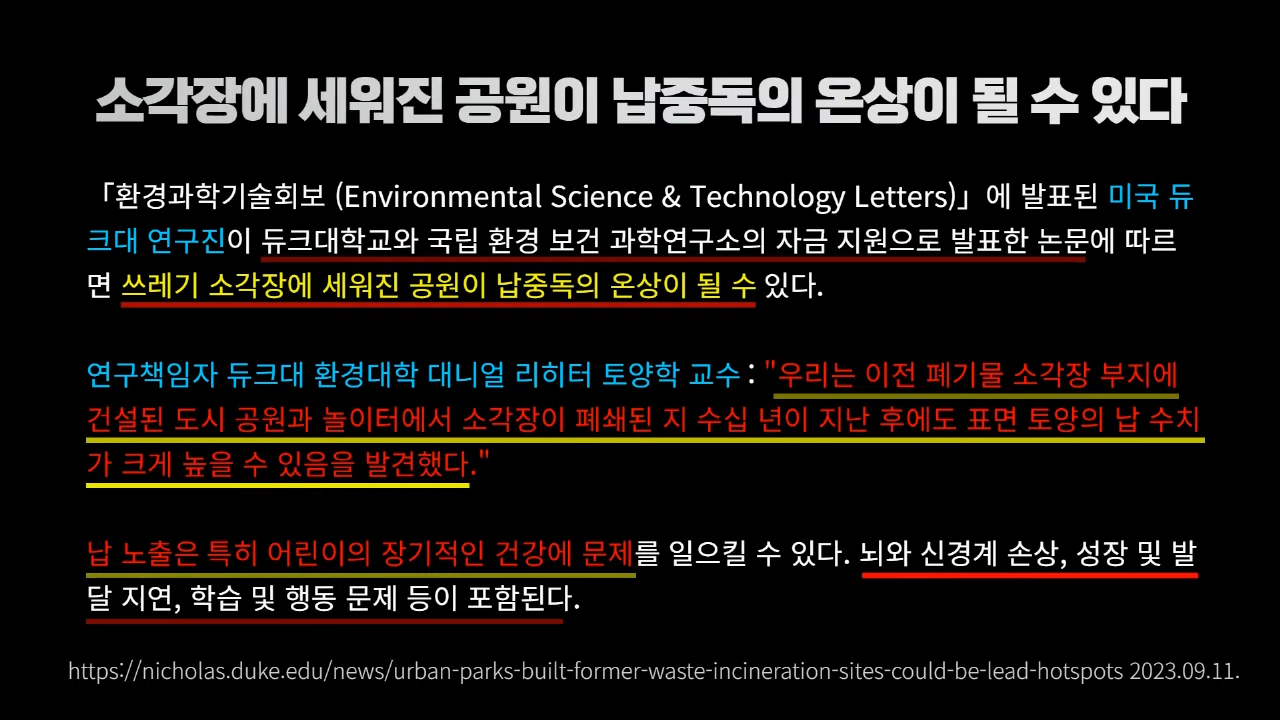 소각장에 세워진 공원이 납중독의 온상이 될 수 있다
「환경과학기술회보 (Environmental Science & Technology Letters)」에 발표된 미국 듀
크대 연구진이 듀크대학교와 국립 환경 보건 과학연구소의 자금 지원으로 발표한 논문에 따르
면 쓰레기 소각장에 세워진 공원이 납중독의 온상이 될 수 있다.
연구책임자 듀크대 환경대학 대니얼 리히터 토양학 교수 : "우리는 이전 폐기물 소각장 부지에
건설된 도시 공원과 놀이터에서 소각장이 폐쇄된 지 수십 년이 지난 후에도 표면 토양의 납 수치
가 크게 높을 수 있음을 발견했다."
납 노출은 특히 어린이의 장기적인 건강에 문제를 일으킬 수 있다. 뇌와 신경계 손상, 성장 및 발
달 지연, 학습 및 행동 문제 등이 포함된다.
https://nicholas.duke.edu/news/urban-parks-built-former-waste-incineration-sites-could-be-lead-hotspots 2023.09.11.